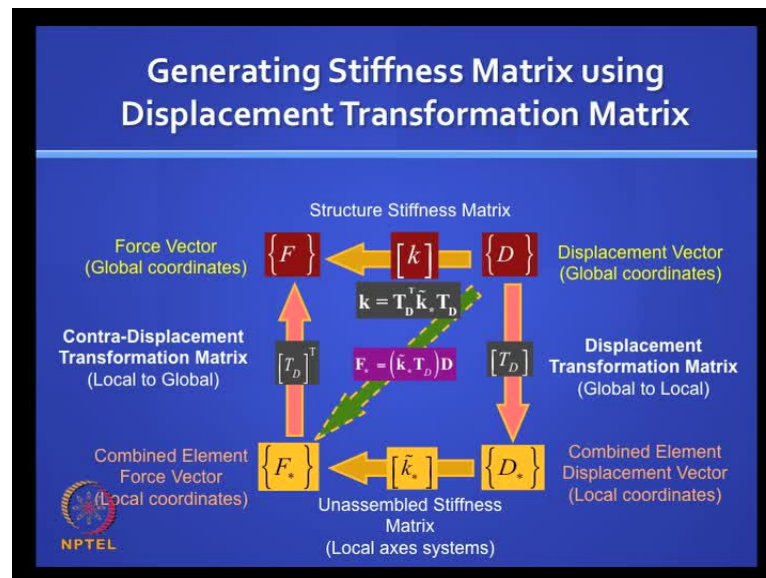 Generating Stiffness Matrix using
Displacement Transformation Matrix
Structure Stiffness Matrix
Force Vector
(Global coordinates)
{F}
[k]
{D}
Displacement Vector
(Global coordinates)
k = T_D^T k̃_* T_D
Contra-Displacement
Transformation Matrix
(Local to Global)
[T_D]^T
F_* = (k̃_* T_D) D
[T_D]
Displacement
Transformation Matrix
(Global to Local)
Combined Element
Force Vector
(Local coordinates)
{F_*}
[k̃_*]
{D_*}
Combined Element
Displacement Vector
(Local coordinates)
Unassembled Stiffness
Matrix
(Local axes systems)
NPTEL